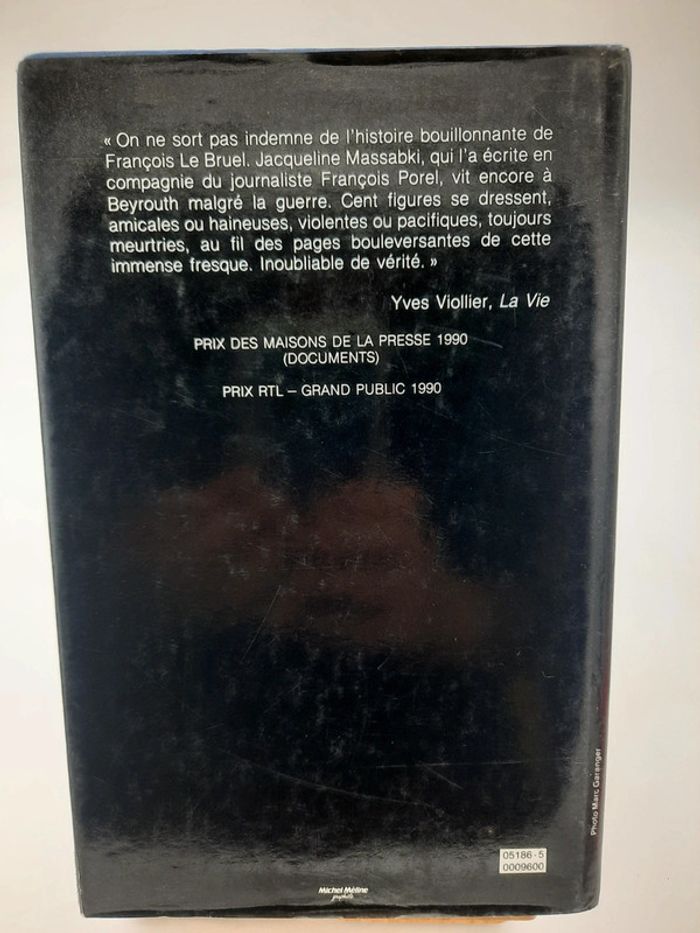 « On ne sort pas indemne de l'histoire bouillonnante de
François Le Bruel. Jacqueline Massabki, qui l'a écrite en
compagnie du journaliste François Porel, vit encore à
Beyrouth malgré la guerre. Cent figures se dressent,
amicales ou haineuses, violentes ou pacifiques, toujours
meurtries, au fil des pages bouleversantes de cette
immense fresque. Inoubliable de vérité. »
Yves Viollier, La Vie
PRIX DES MAISONS DE LA PRESSE 1990
(DOCUMENTS)
PRIX RTL – GRAND PUBLIC 1990
Photo Marc Garanger
05186-5
0009600
Michel Méline